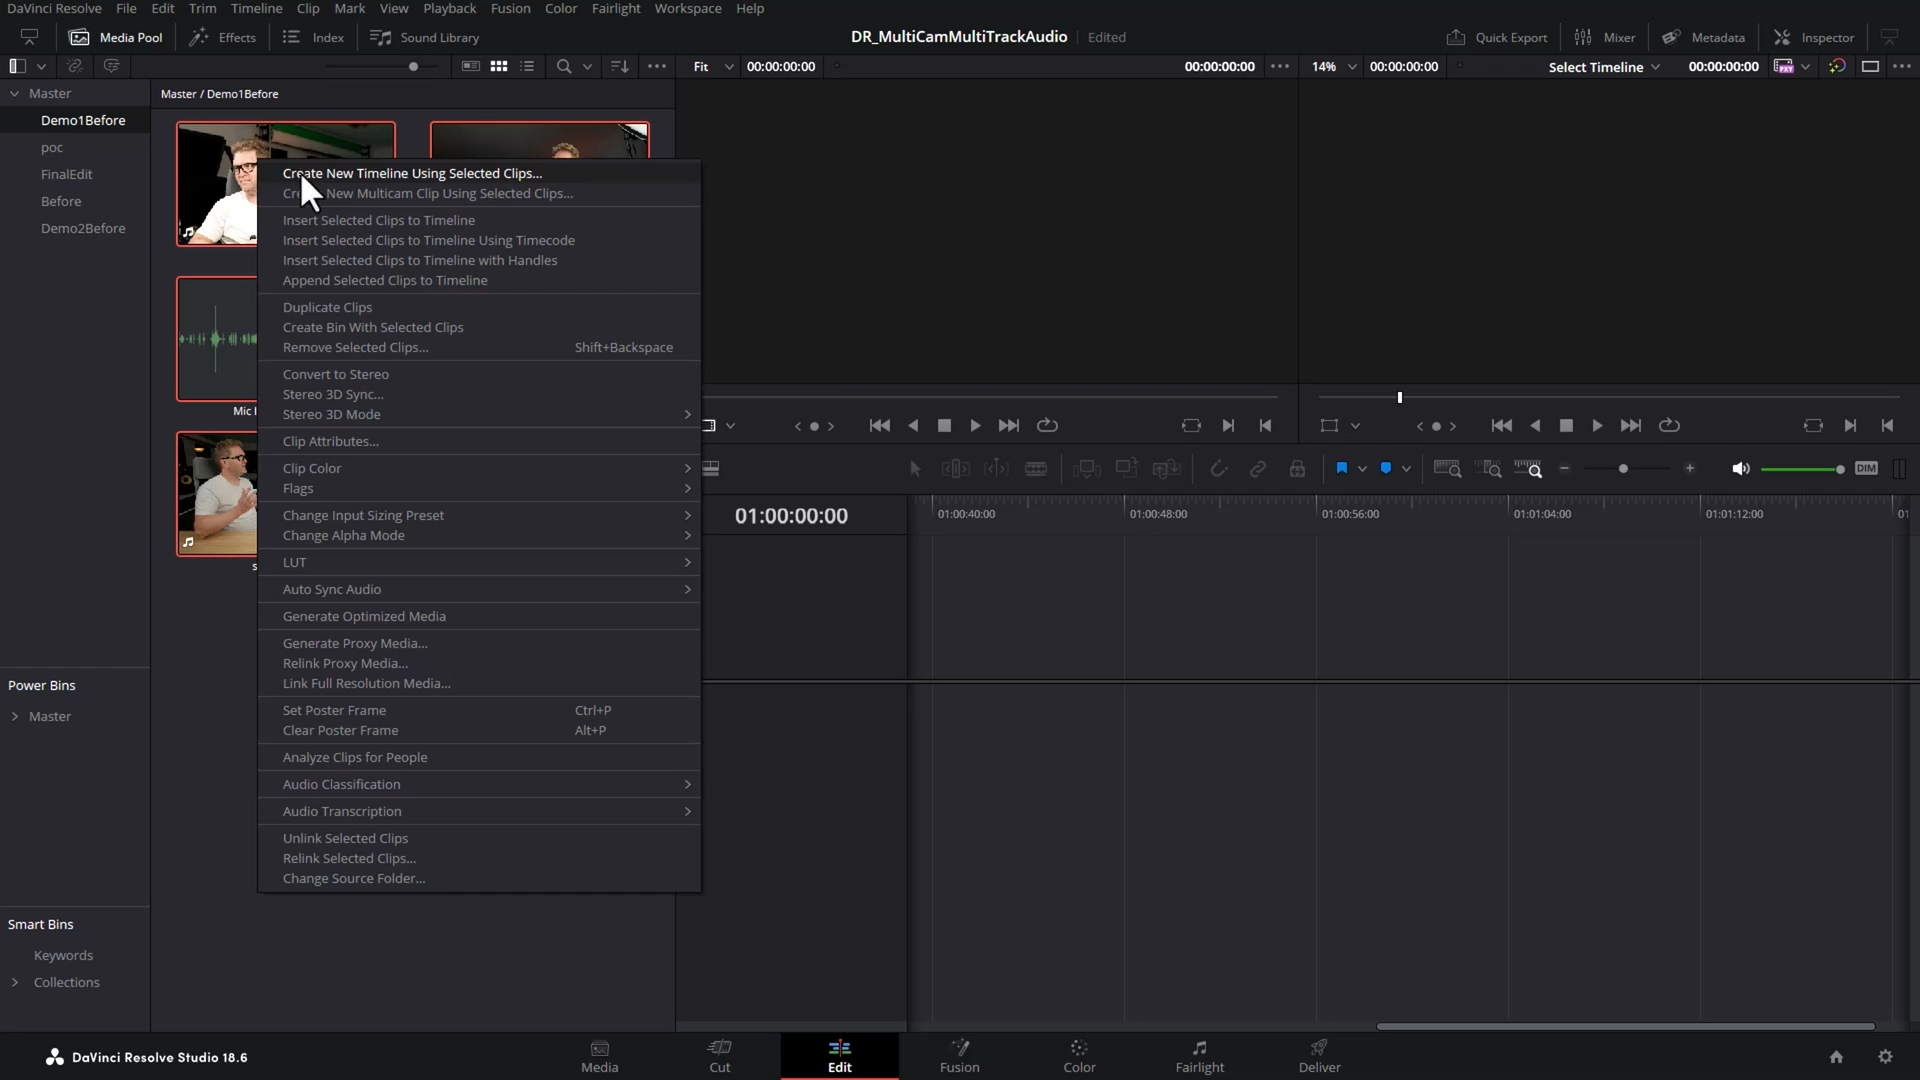 DaVinci Resolve File Edit Trim Timeline Clip Mark View Playback Fusion Color Fairlight Workspace Help
Media Pool Effects Index Sound Library DR_MultiCamMultiTrackAudio Edited Quick Export Mixer Metadata Inspector
Fit 00:00:00:00 00:00:00:00 14% 00:00:00:00 Select Timeline 00:00:00:00
Master
Master / Demo1Before
Demo1Before
poc
FinalEdit
Before
Demo2Before
Create New Timeline Using Selected Clips...
New Multicam Clip Using Selected Clips...
Insert Selected Clips to Timeline
Insert Selected Clips to Timeline Using Timecode
Insert Selected Clips to Timeline with Handles
Append Selected Clips to Timeline
Duplicate Clips
Create Bin With Selected Clips
Remove Selected Clips... Shift+Backspace
Convert to Stereo
Stereo 3D Sync...
Stereo 3D Mode
Mic
Clip Attributes...
Clip Color
Flags
Change Input Sizing Preset
Change Alpha Mode
LUT
Auto Sync Audio
Generate Optimized Media
Generate Proxy Media...
Relink Proxy Media...
Link Full Resolution Media...
Set Poster Frame Ctrl+P
Clear Poster Frame Alt+P
Analyze Clips for People
Audio Classification
Audio Transcription
Unlink Selected Clips
Relink Selected Clips...
Change Source Folder...
DIM
01:00:00:00
01:00:40:00 01:00:48:00 01:00:56:00 01:01:04:00 01:01:12:00
Power Bins
Master
Smart Bins
Keywords
Collections
DaVinci Resolve Studio 18.6
Media Cut Edit Fusion Color Fairlight Deliver